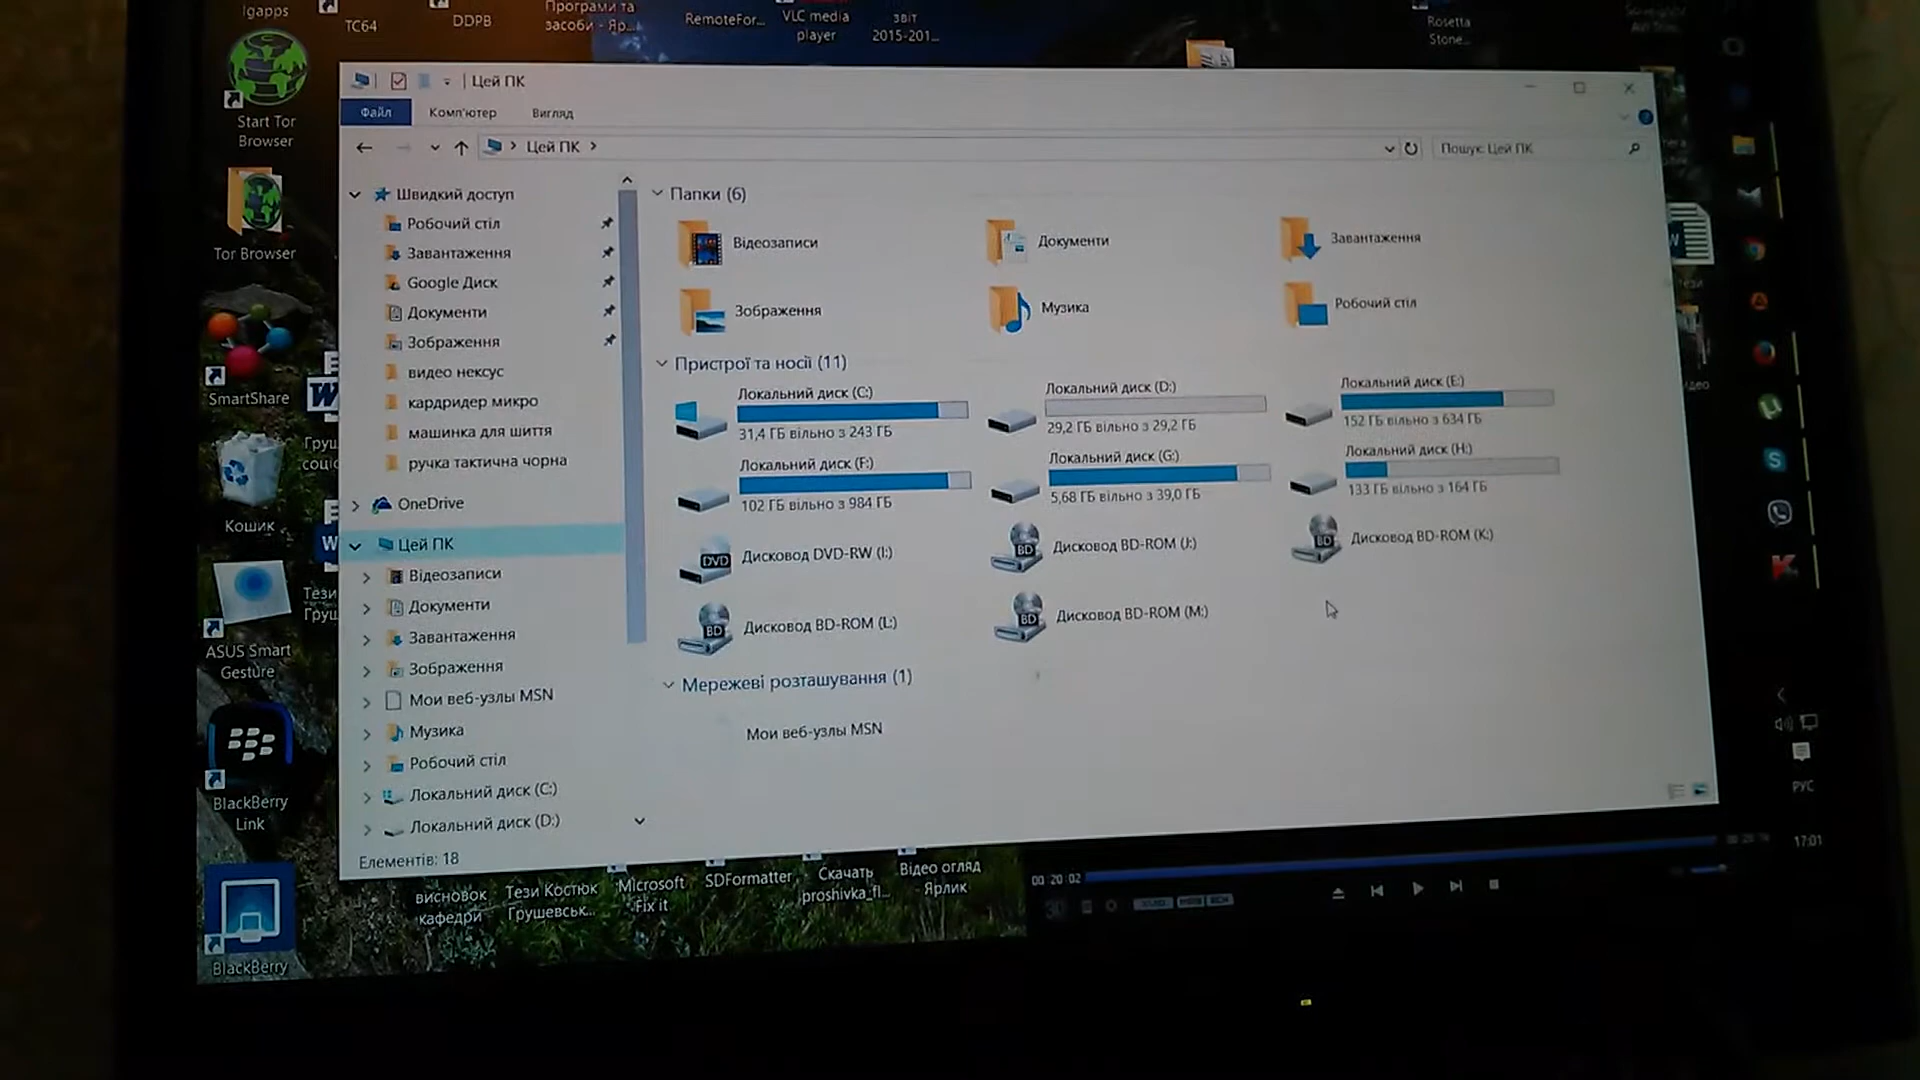 Igapps
TC64
DDPB
Програми та
засоби - Яр...
RemoteFor...
VLC media
player
звіт
2015-201...
Rosetta
Stone...
Start Tor
Browser
Tor Browser
SmartShare
Кошик
ASUS Smart
Gesture
BlackBerry
Link
BlackBerry
Цей ПК
Файл
Комп'ютер
Вигляд
Цей ПК
Пошук: Цей ПК
Швидкий доступ
Робочий стіл
Завантаження
Google Диск
Документи
Зображення
видео нексус
кардридер микро
машинка для шиття
ручка тактична чорна
OneDrive
Цей ПК
Відеозаписи
Документи
Завантаження
Зображення
Мои веб-узлы MSN
Музика
Робочий стіл
Локальний диск (C:)
Локальний диск (D:)
Елементів: 18
Папки (6)
Відеозаписи
Документи
Завантаження
Зображення
Музика
Робочий стіл
Пристрої та носії (11)
Локальний диск (C:)
31,4 ГБ вільно з 243 ГБ
Локальний диск (D:)
29,2 ГБ вільно з 29,2 ГБ
Локальний диск (E:)
152 ГБ вільно з 634 ГБ
Локальний диск (F:)
102 ГБ вільно з 984 ГБ
Локальний диск (G:)
5,68 ГБ вільно з 39,0 ГБ
Локальний диск (H:)
133 ГБ вільно з 164 ГБ
Дисковод DVD-RW (I:)
Дисковод BD-ROM (J:)
Дисковод BD-ROM (K:)
Дисковод BD-ROM (L:)
Дисковод BD-ROM (M:)
Мережеві розташування (1)
Мои веб-узлы MSN
висновок
кафедри
Тези Костюк
Грушевськ...
Microsoft
Fix it
SDFormatter
Скачать
proshivka_fl...
Відео огляд
Ярлик
00:20:02
РУС
17:01